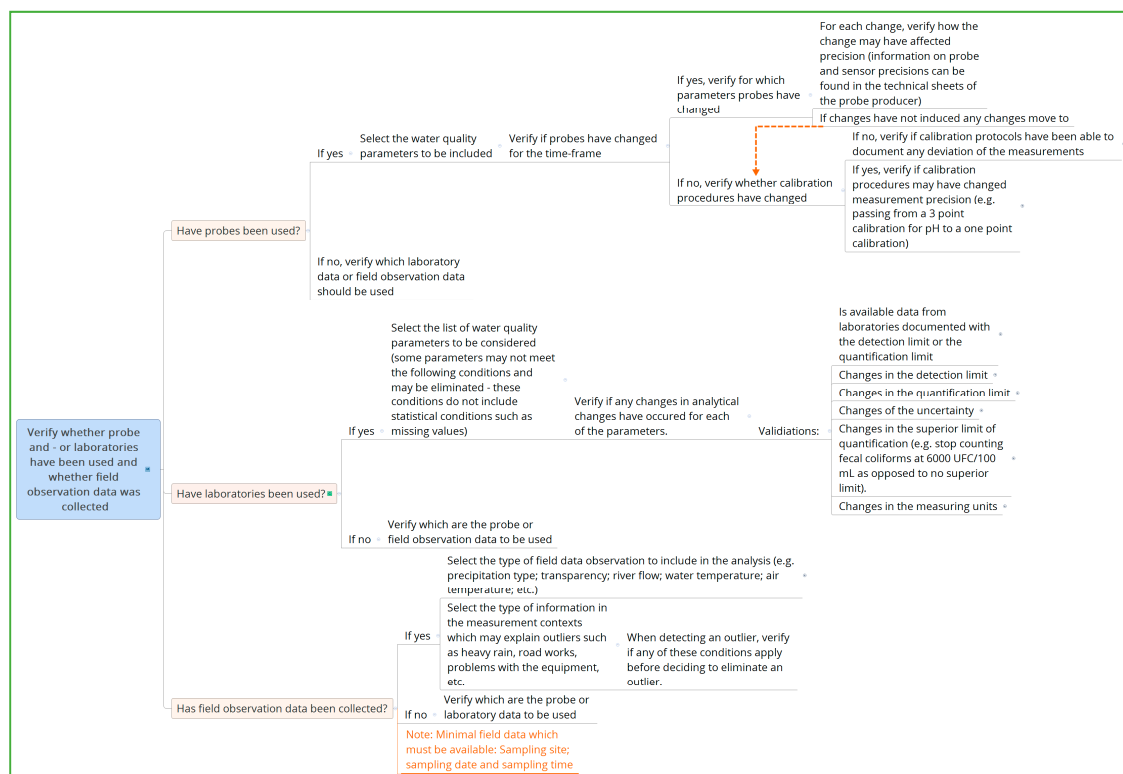 For each change, verify how the
change may have affected
precision (information on probe
and sensor precisions can be
found in the technical sheets of
the probe producer)
If yes, verify for which
parameters probes have
changed
If changes have not induced any changes move to
Select the water quality
parameters to be included
Verify if probes have changed
for the time-frame
If yes
If no, verify if calibration protocols have been able to
document any deviation of the measurements
If no, verify whether calibration
procedures have changed
If yes, verify if calibration
procedures may have changed
measurement precision (e.g.
passing from a 3 point
calibration for pH to a one point
calibration)
Have probes been used?
If no, verify which laboratory
data or field observation data
should be used
Select the list of water quality
parameters to be considered
(some parameters may not meet
the following conditions and
may be eliminated - these
conditions do not include
statistical conditions such as
missing values)
If yes
Verify if any changes in analytical
changes have occured for each
of the parameters.
Validiations:
Is available data from
laboratories documented with
the detection limit or the
quantification limit
Changes in the detection limit
Changes in the quantification limit
Changes of the uncertainty
Changes in the superior limit of
quantification (e.g. stop counting
fecal coliforms at 6000 UFC/100
mL as opposed to no superior
limit).
Changes in the measuring units
Verify whether probe
and - or laboratories
have been used and
whether field
observation data was
collected
Have laboratories been used?
If no
Verify which are the probe or
field observation data to be used
Select the type of field data observation to include in the analysis (e.g.
precipitation type; transparency; river flow; water temperature; air
temperature; etc.)
If yes
Select the type of information in
the measurement contexts
which may explain outliers such
as heavy rain, road works,
problems with the equipment,
etc.
When detecting an outlier, verify
if any of these conditions apply
before deciding to eliminate an
outlier.
Has field observation data been collected?
If no
Verify which are the probe or
laboratory data to be used
Note: Minimal field data which
must be available: Sampling site;
sampling date and sampling time